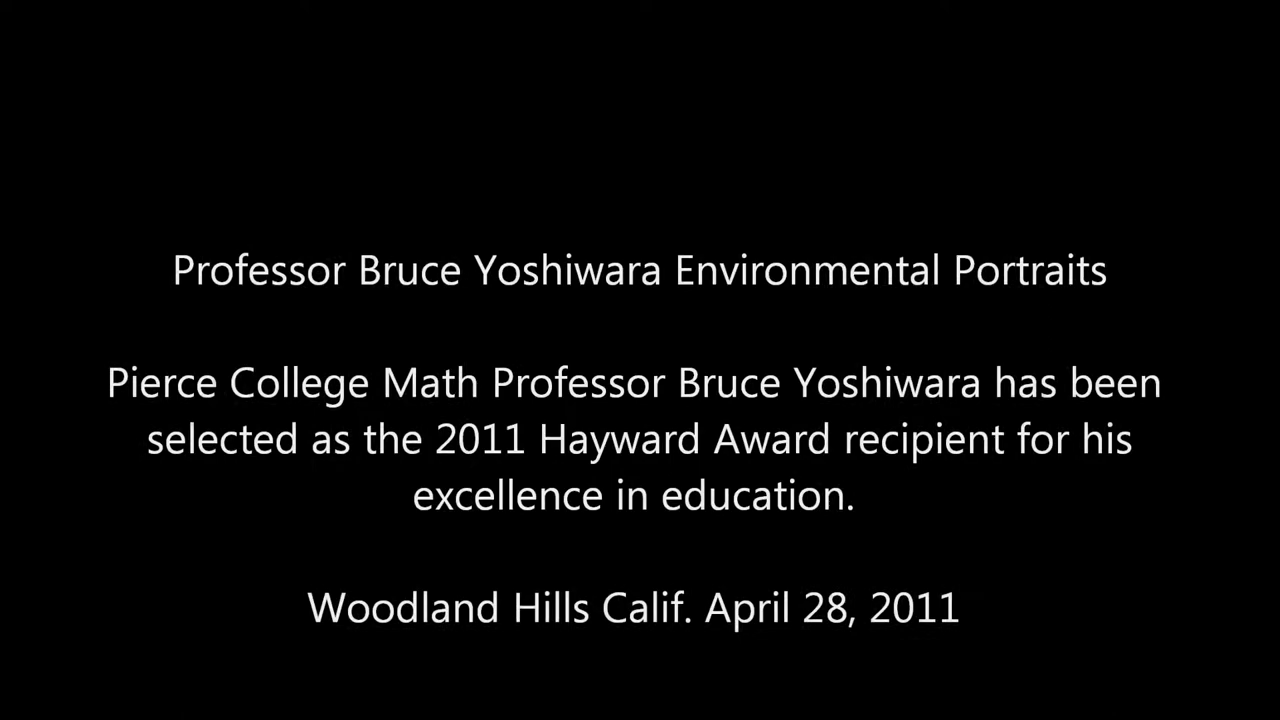 Professor Bruce Yoshiwara Environmental Portraits
Pierce College Math Professor Bruce Yoshiwara has been
selected as the 2011 Hayward Award recipient for his
excellence in education.
Woodland Hills Calif. April 28, 2011